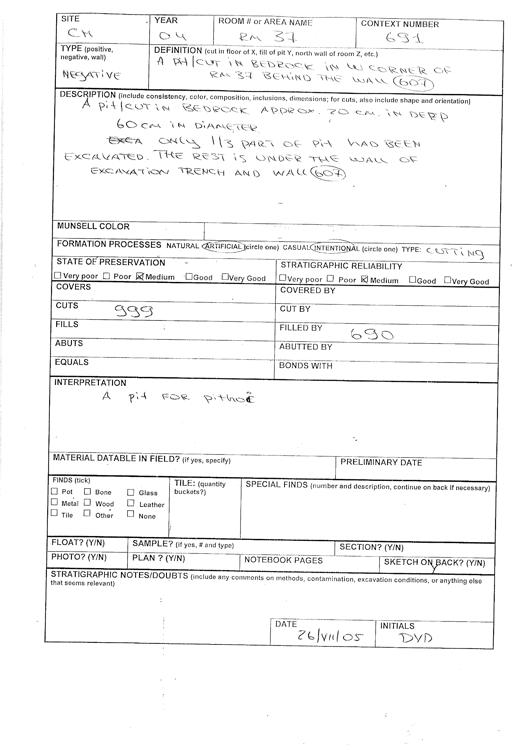 SITE YEAR ROOM # or AREA NAME CONTEXT NUMBER
CH 04 RM 37 691
TYPE (positive, negative, wall) DEFINITION (cut in floor of X, fill of pit Y, north wall of room Z, etc.)
NEGATIVE A PH/CUT IN BEDROCK IN W CORNER OF
RM 37 BEHIND THE WALL (607)
DESCRIPTION (include consistency, color, composition, inclusions, dimensions; for cuts, also include shape and orientation)
A pit/CUT IN BEDROCK APPROX. 20 CM. IN DEEP
60 CM IN DIAMETER
EXCA ONLY 1/3 PART OF PIT HAD BEEN
EXCAVATED. THE REST IS UNDER THE WALL OF
EXCAVATION TRENCH AND WALL (607)
MUNSELL COLOR
FORMATION PROCESSES NATURAL ARTIFICIAL (circle one) CASUAL INTENTIONAL (circle one) TYPE: CUTTING
STATE OF PRESERVATION STRATIGRAPHIC RELIABILITY
☐ Very poor ☐ Poor ☒ Medium ☐ Good ☐ Very Good ☐ Very poor ☐ Poor ☒ Medium ☐ Good ☐ Very Good
COVERS COVERED BY
CUTS 999 CUT BY
FILLS FILLED BY 690
ABUTS ABUTTED BY
EQUALS BONDS WITH
INTERPRETATION
A pit FOR pithoi
MATERIAL DATABLE IN FIELD? (if yes, specify) PRELIMINARY DATE
FINDS (tick) TILE: (quantity buckets?) SPECIAL FINDS (number and description, continue on back if necessary)
☐ Pot ☐ Bone ☐ Glass
☐ Metal ☐ Wood ☐ Leather
☐ Tile ☐ Other ☐ None
FLOAT? (Y/N) SAMPLE? (if yes, # and type) SECTION? (Y/N)
PHOTO? (Y/N) PLAN ? (Y/N) NOTEBOOK PAGES SKETCH ON BACK? (Y/N)
STRATIGRAPHIC NOTES/DOUBTS (include any comments on methods, contamination, excavation conditions, or anything else
that seems relevant)
DATE INITIALS
26/VII/05 DVD